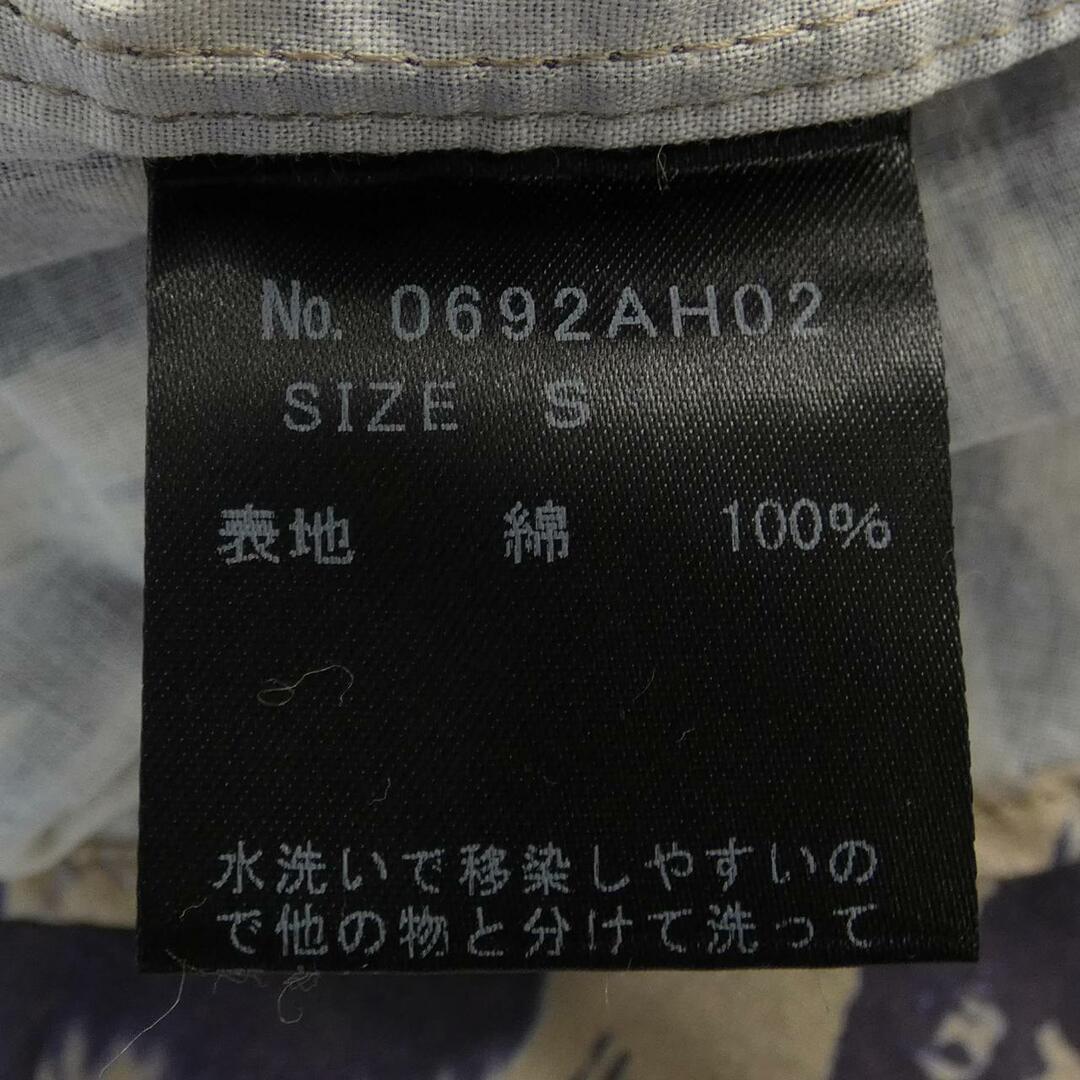 No. 0692AH02
SIZE S
表地 綿 100%
水洗いで移染しやすいの
で他の物と分けて洗って